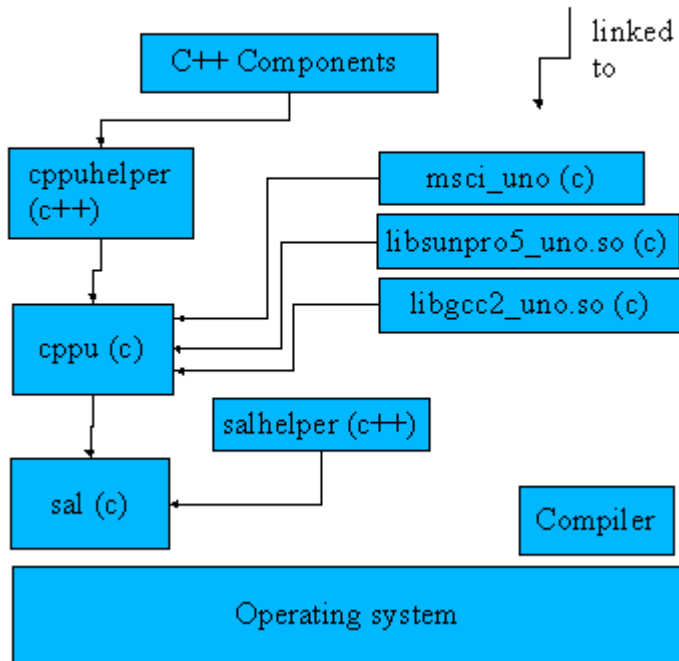 linked
to
C++ Components
cppuhelper
(c++)
msci_uno (c)
libsunpro5_uno.so (c)
libgcc2_uno.so (c)
cppu (c)
salhelper (c++)
sal (c)
Compiler
Operating system